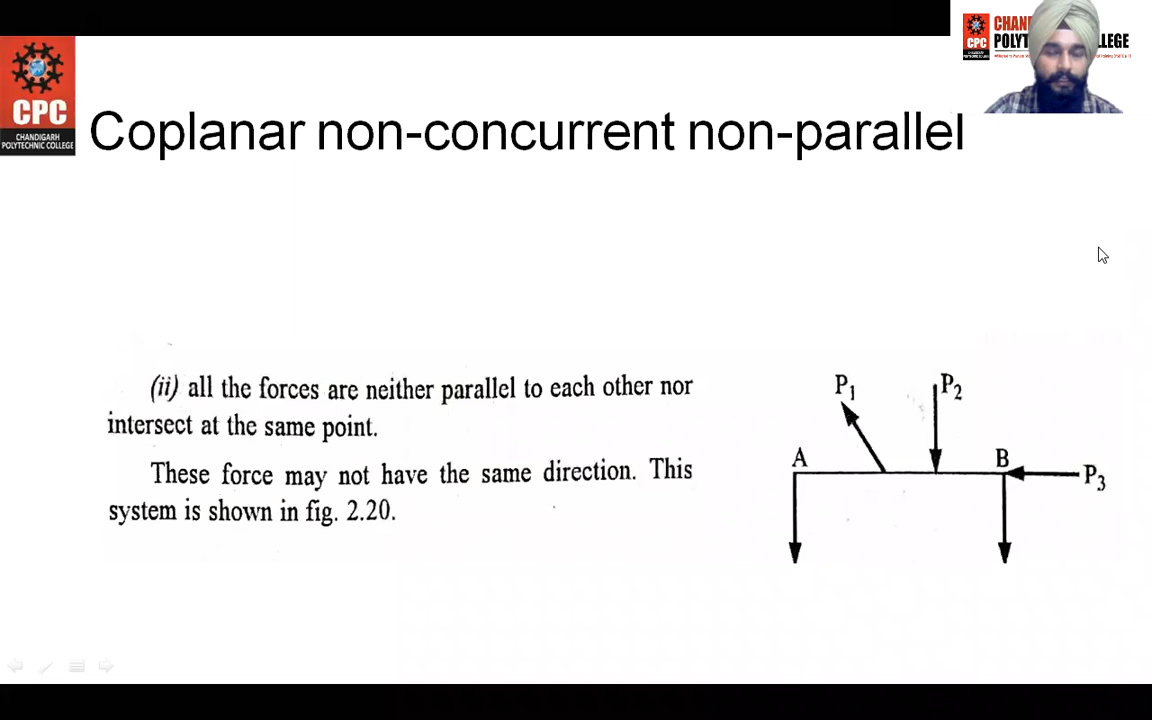 CPC
CHANDIGARH
POLYTECHNIC COLLEGE
CPC
Coplanar non-concurrent non-parallel
(ii) all the forces are neither parallel to each other nor
intersect at the same point.
These force may not have the same direction. This
system is shown in fig. 2.20.
P1
P2
A
B
P3